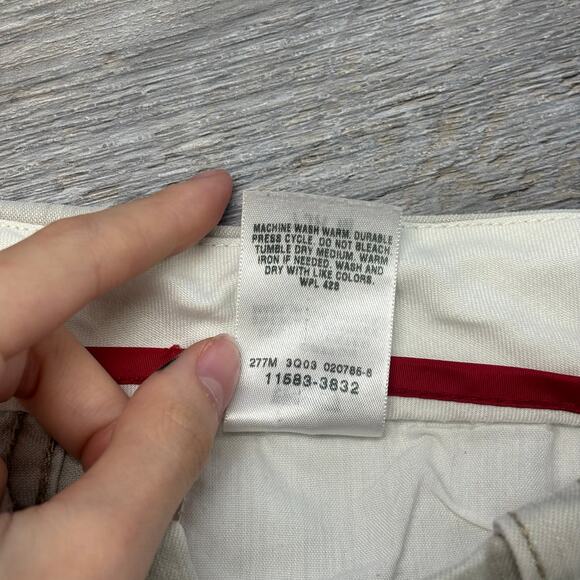 MACHINE WASH WARM, DURABLE
PRESS CYCLE. DO NOT BLEACH
TUMBLE DRY MEDIUM, WARM
IRON IF NEEDED. WASH AND
DRY WITH LIKE COLORS.
WPL 423
277M 3Q03 020785-6
11583-3832